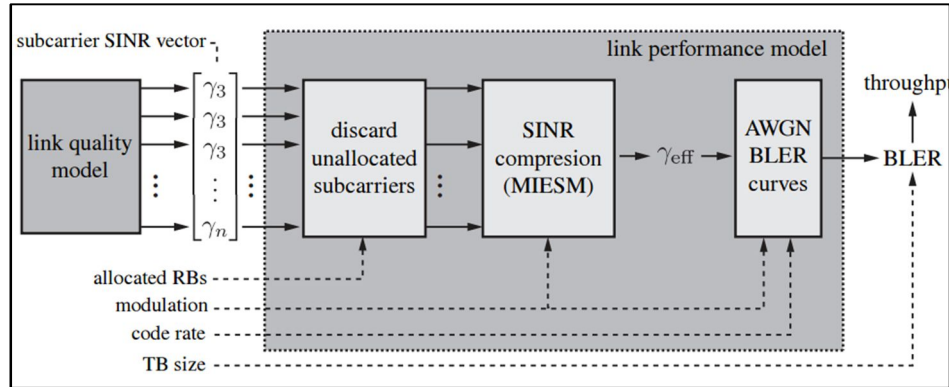 subcarrier SINR vector
link performance model
link quality
model
γ3
γ3
γ3
γn
discard
unallocated
subcarriers
SINR
compresion
(MIESM)
γeff
AWGN
BLER
curves
throughput
BLER
allocated RBs
modulation
code rate
TB size